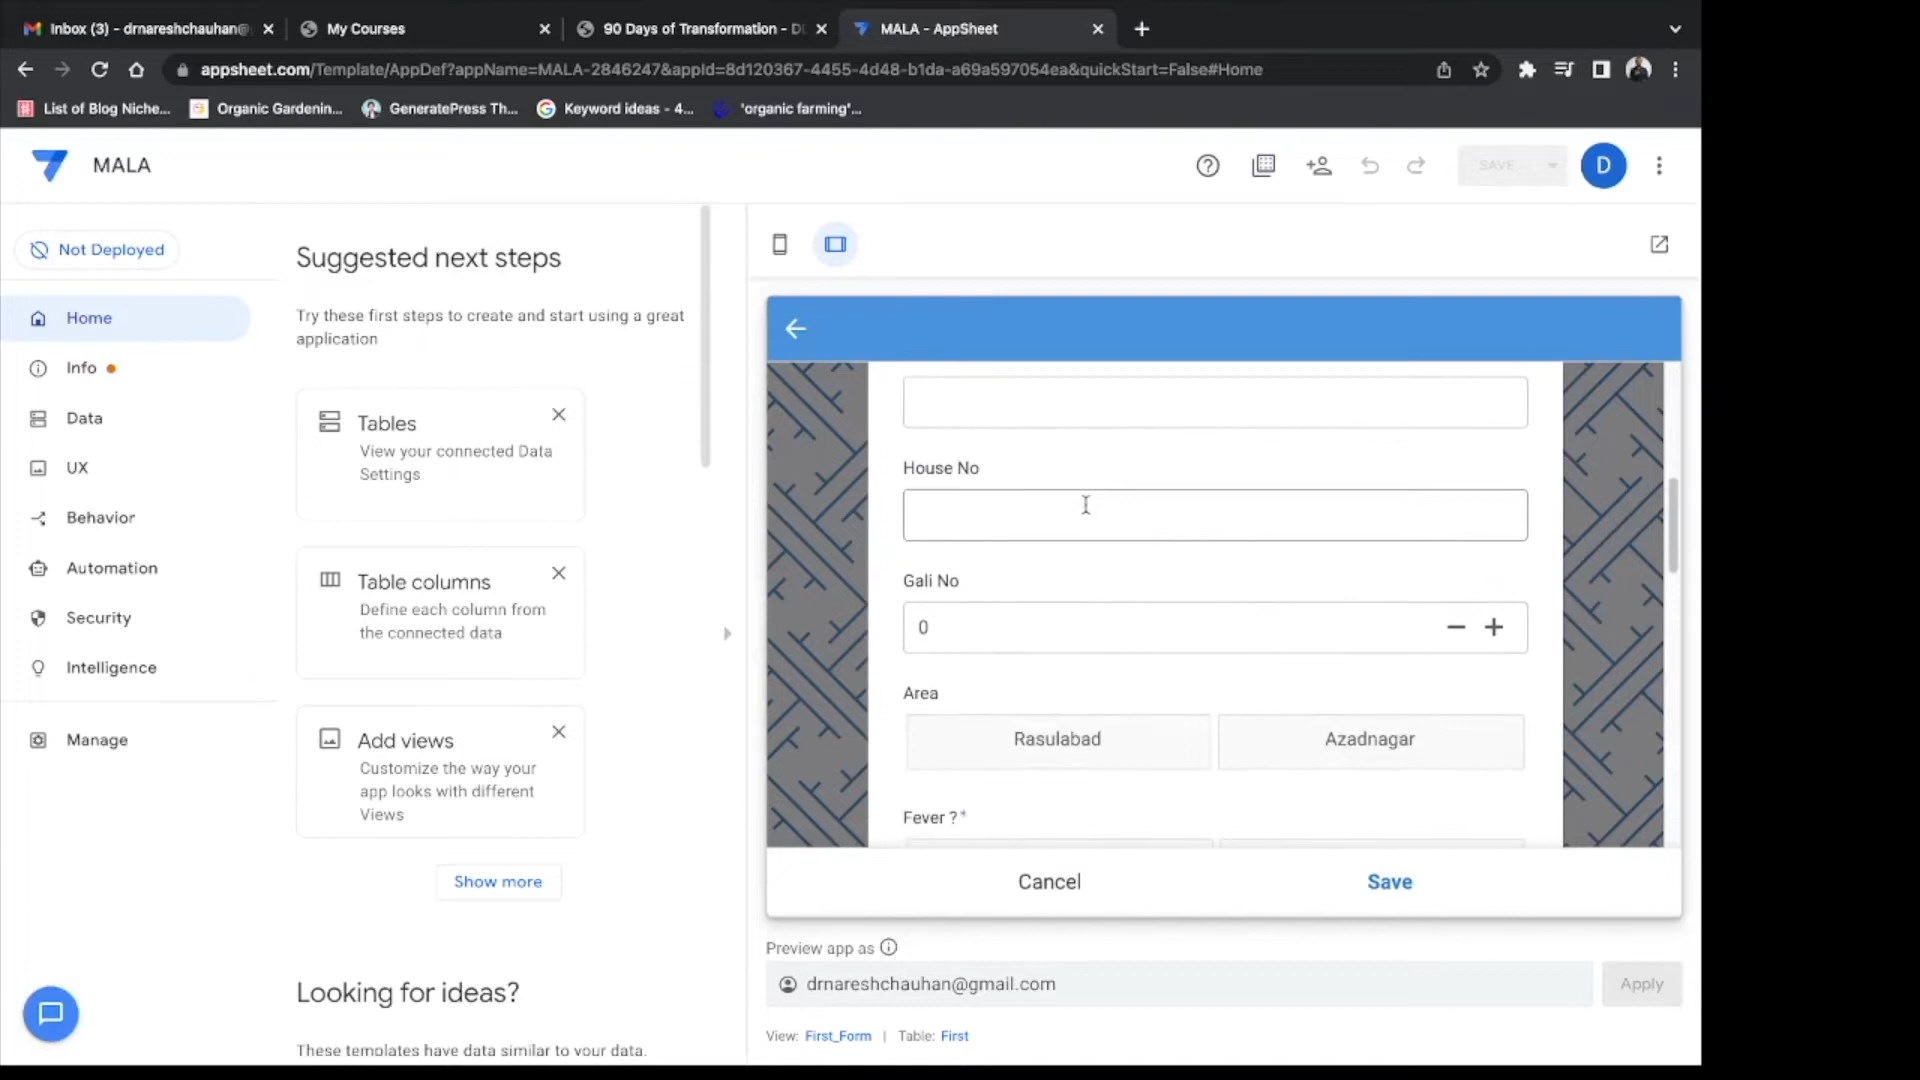 Inbox (3) - drnareshchauhan@
My Courses
90 Days of Transformation - D
MALA - AppSheet
appsheet.com/Template/AppDef?appName=MALA-2846247&appId=8d120367-4455-4d48-b1da-a69a597054ea&quickStart=False#Home
List of Blog Niche...
Organic Gardenin...
GeneratePress Th...
Keyword ideas - 4...
'organic farming'...
MALA
SAVE
D
Not Deployed
Home
Info
Data
UX
Behavior
Automation
Security
Intelligence
Manage
Suggested next steps
Try these first steps to create and start using a great
application
Tables
View your connected Data
Settings
Table columns
Define each column from
the connected data
Add views
Customize the way your
app looks with different
Views
Show more
Looking for ideas?
These templates have data similar to your data.
House No
Gali No
0
Area
Rasulabad
Azadnagar
Fever ?*
Cancel
Save
Preview app as
drnareshchauhan@gmail.com
Apply
View: First_Form | Table: First